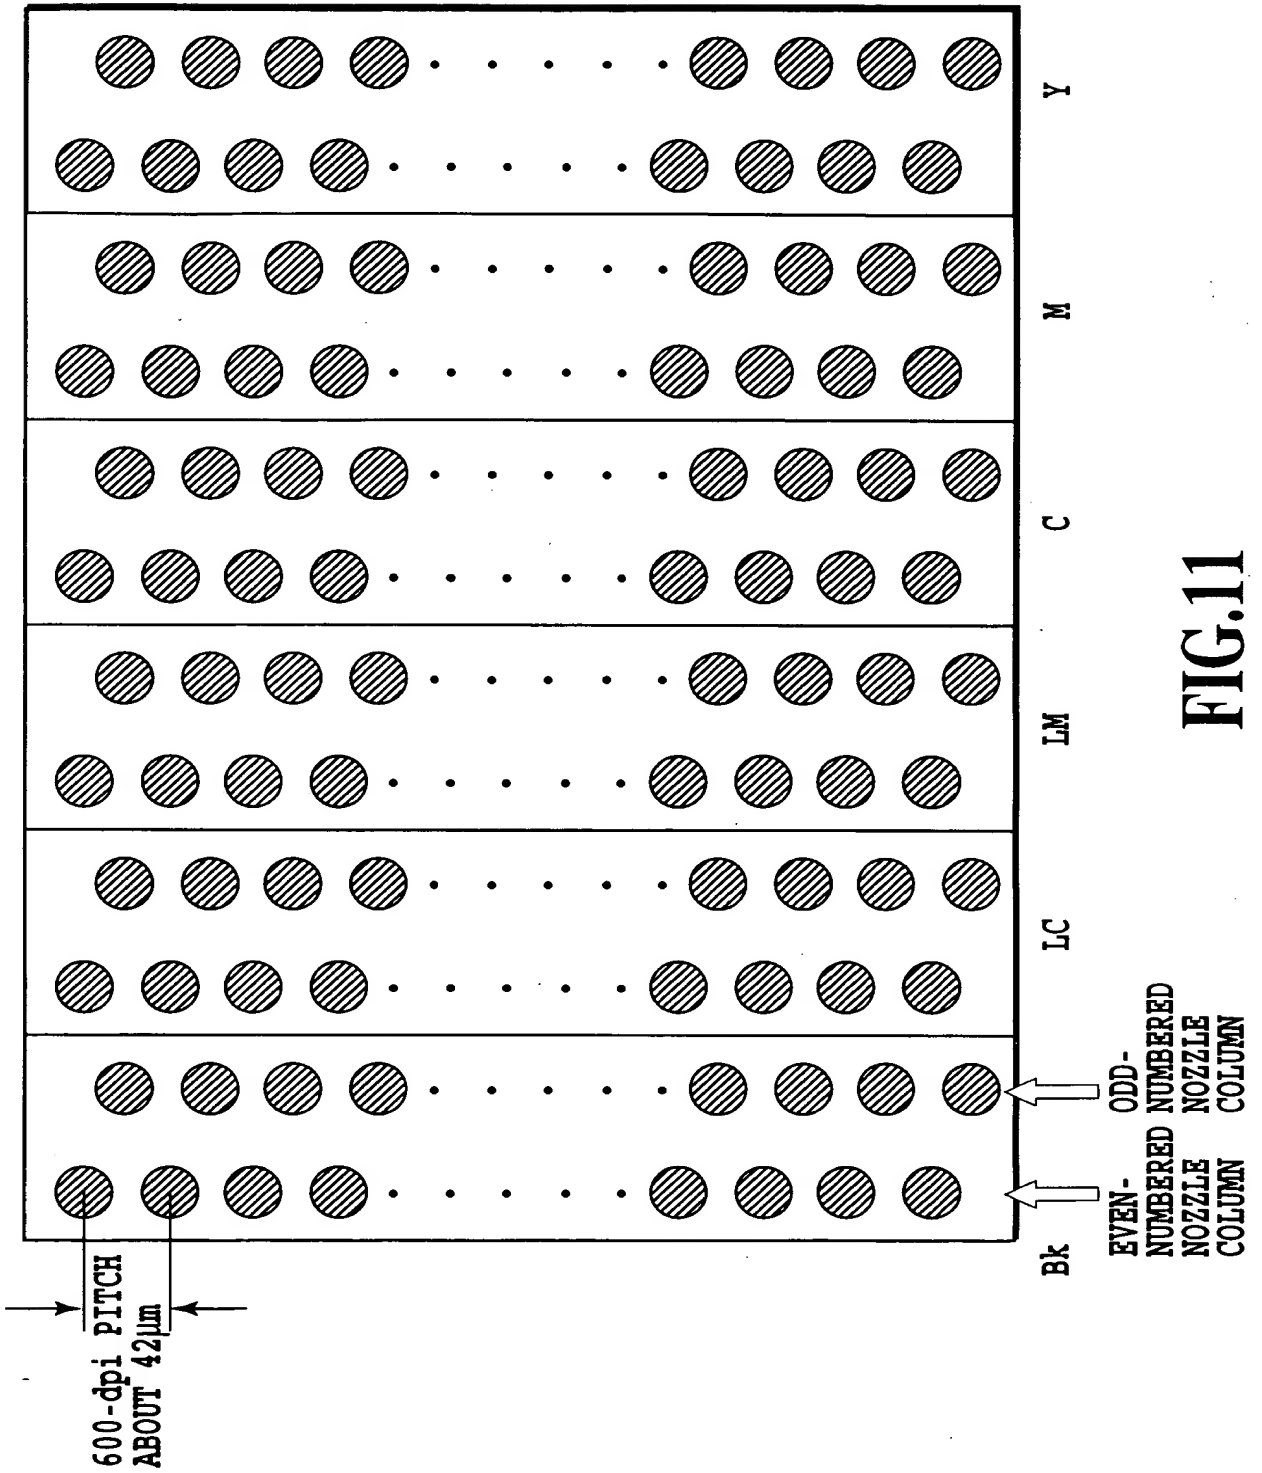 600-dpi PITCH
ABOUT 42µm
Bk
LC
LM
C
M
Y
EVEN-
NUMBERED
NOZZLE
COLUMN
ODD-
NUMBERED
NOZZLE
COLUMN
FIG.11